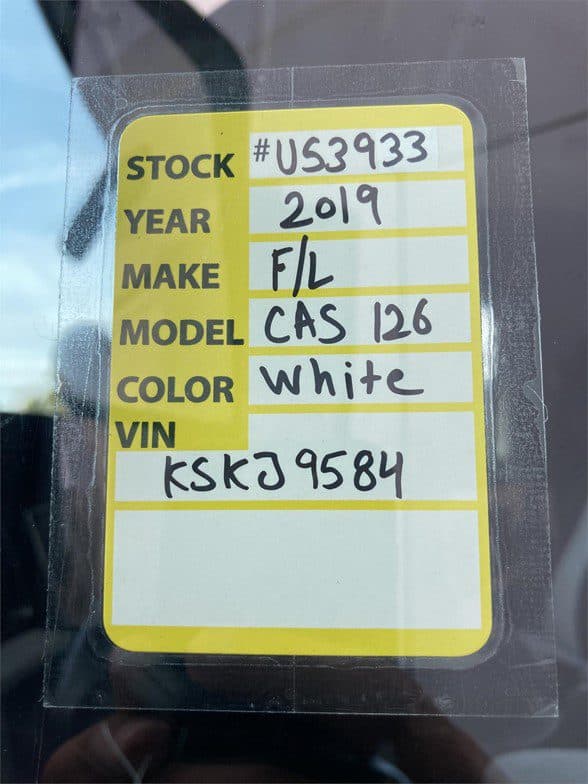 STOCK #US3933
YEAR 2019
MAKE F/L
MODEL CAS 126
COLOR White
VIN
KSKJ9584